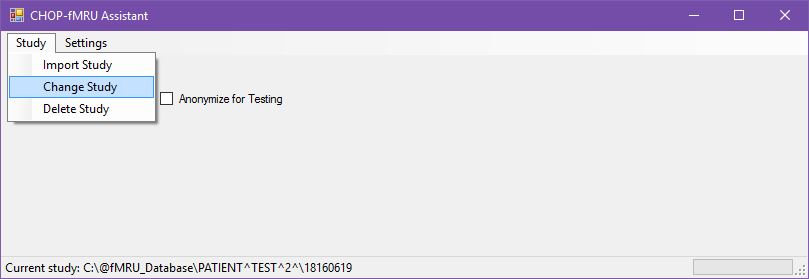 CHOP-fMRU Assistant
Study Settings
Import Study
Change Study
Anonymize for Testing
Delete Study
Current study: C:\@fMRU_Database\PATIENT^TEST^2^\18160619